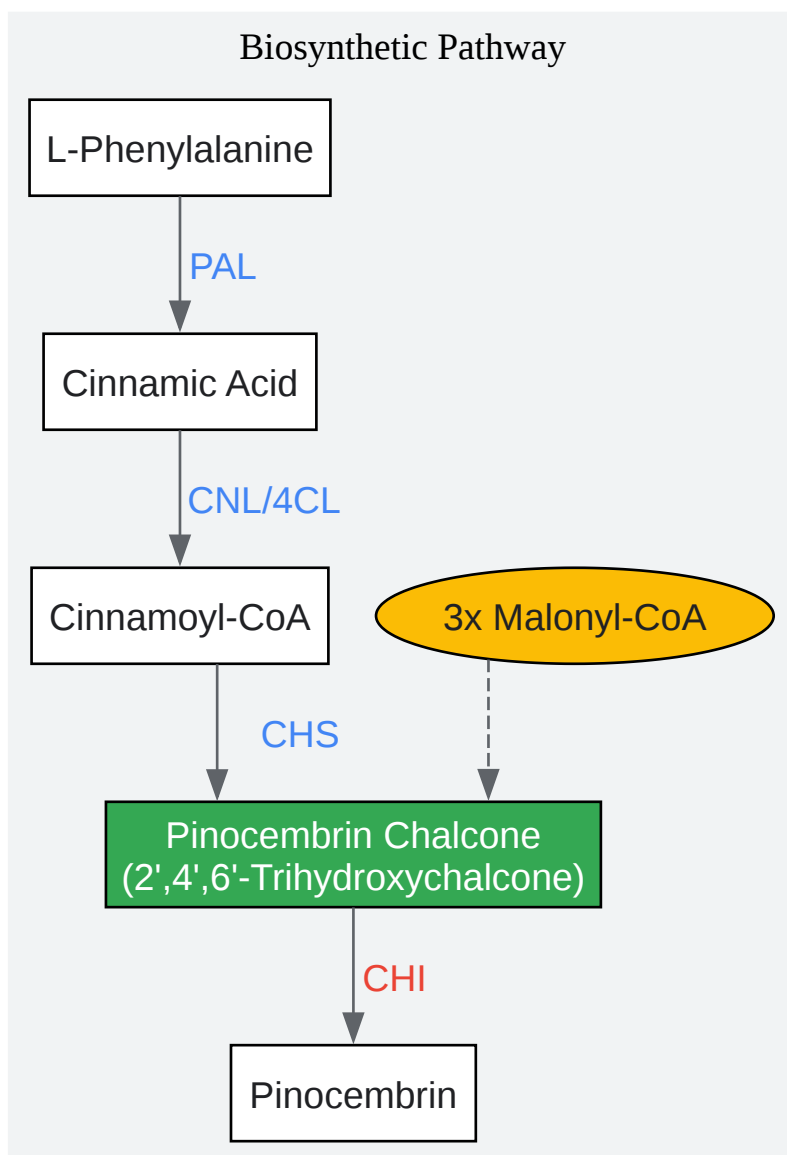 Biosynthetic Pathway
L-Phenylalanine
PAL
Cinnamic Acid
CNL/4CL
Cinnamoyl-CoA
3x Malonyl-CoA
CHS
Pinocembrin Chalcone
(2',4',6'-Trihydroxychalcone)
CHI
Pinocembrin